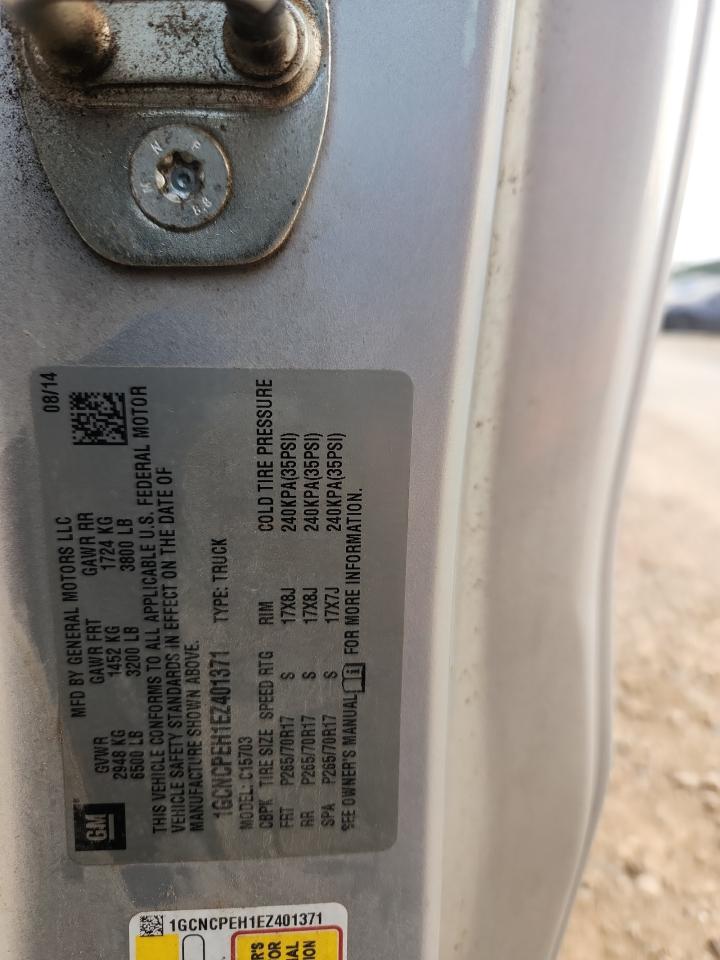 08/14
MFD BY GENERAL MOTORS LLC
GVWR GAWR FRT GAWR RR
2948 KG 1452 KG 1724 KG
6500 LB 3200 LB 3800 LB
THIS VEHICLE CONFORMS TO ALL APPLICABLE U.S. FEDERAL MOTOR
VEHICLE SAFETY STANDARDS IN EFFECT ON THE DATE OF
MANUFACTURE SHOWN ABOVE.
1GCNCPEH1EZ401371 TYPE: TRUCK
MODEL: C15703
CBPK TIRE SIZE SPEED RTG RIM COLD TIRE PRESSURE
FRT P265/70R17 S 17X8J 240KPA(35PSI)
RR P265/70R17 S 17X8J 240KPA(35PSI)
SPA P265/70R17 S 17X7J 240KPA(35PSI)
SEE OWNER'S MANUAL FOR MORE INFORMATION.
GM
1GCNCPEH1EZ401371